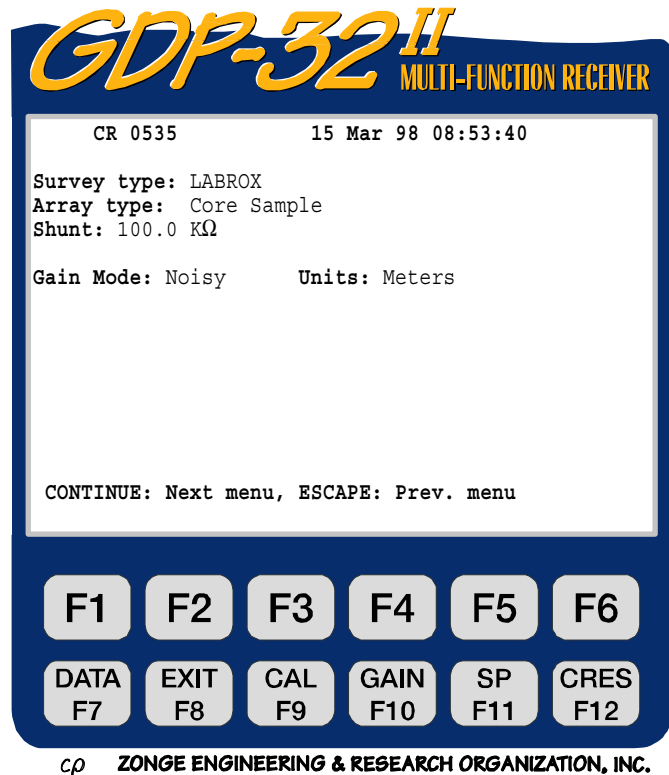 GDP-32 II
MULTI-FUNCTION RECEIVER
CR 0535 15 Mar 98 08:53:40
Survey type: LABROX
Array type: Core Sample
Shunt: 100.0 KΩ
Gain Mode: Noisy Units: Meters
CONTINUE: Next menu, ESCAPE: Prev. menu
F1 F2 F3 F4 F5 F6
DATA EXIT CAL GAIN SP CRES
F7 F8 F9 F10 F11 F12
cρ ZONGE ENGINEERING & RESEARCH ORGANIZATION, INC.